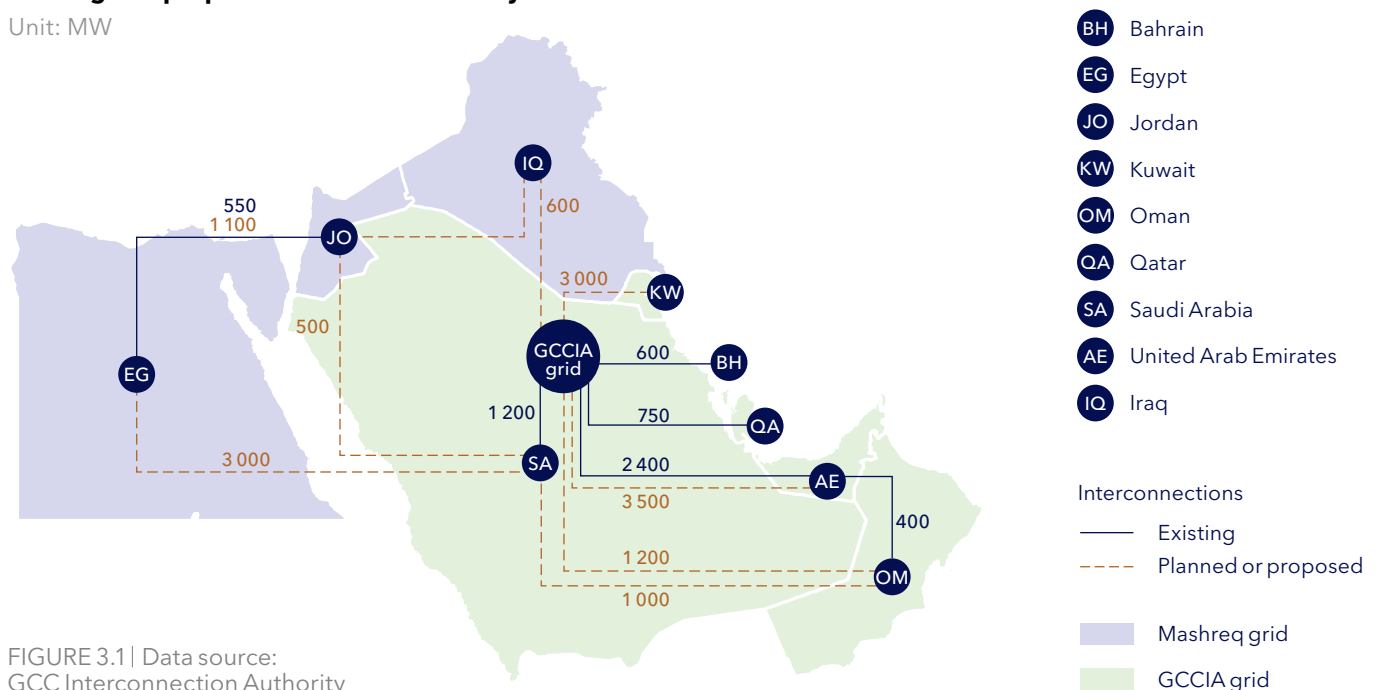 Unit: MW
BH Bahrain
EG Egypt
JO Jordan
KW Kuwait
OM Oman
QA Qatar
SA Saudi Arabia
AE United Arab Emirates
IQ Iraq
IQ
550
1 100
600
JO
3 000
KW
500
GCCIA
grid
600
BH
EG
1 200
750
QA
3 000
SA
2 400
AE
3 500
400
1 200
OM
1 000
Interconnections
Existing
Planned or proposed
Mashreq grid
GCCIA grid
FIGURE 3.1 | Data source:
GCC Interconnection Authority